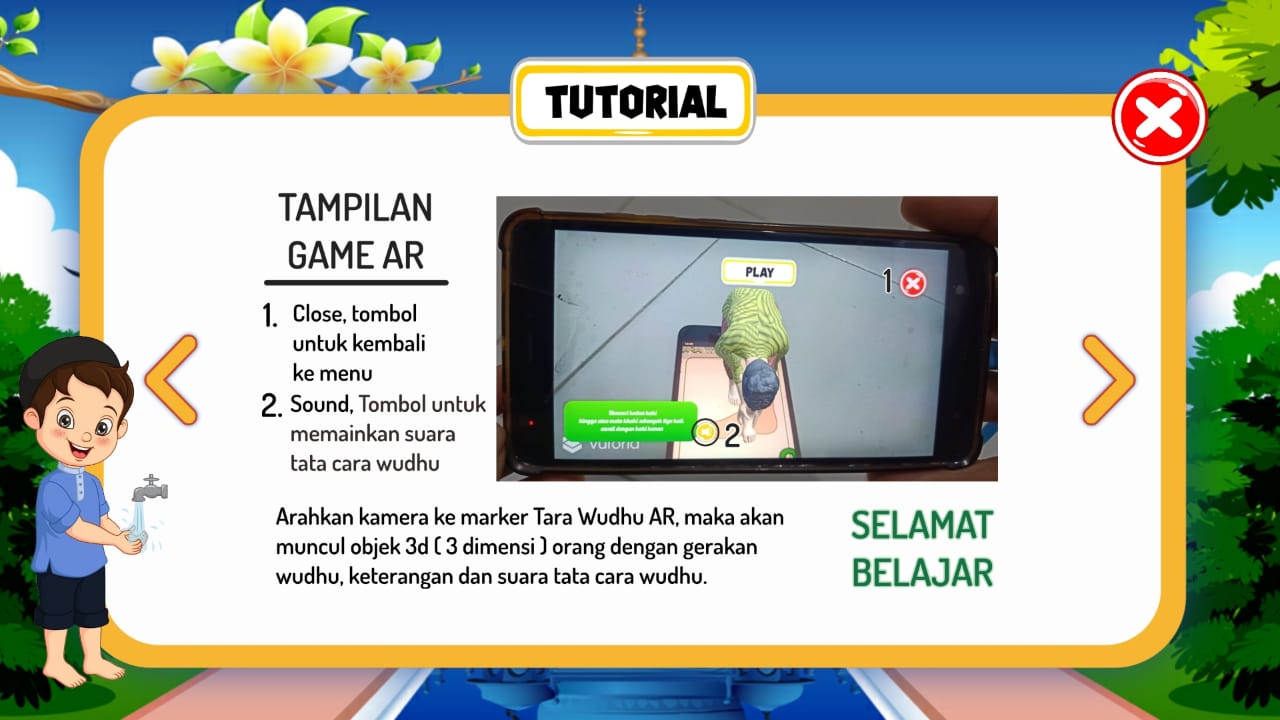 TUTORIAL
TAMPILAN
GAME AR
1. Close, tombol
untuk kembali
ke menu
2. Sound, Tombol untuk
memainkan suara
tata cara wudhu
PLAY
1
2
vuforia
Arahkan kamera ke marker Tara Wudhu AR, maka akan
muncul objek 3d ( 3 dimensi ) orang dengan gerakan
wudhu, keterangan dan suara tata cara wudhu.
SELAMAT
BELAJAR